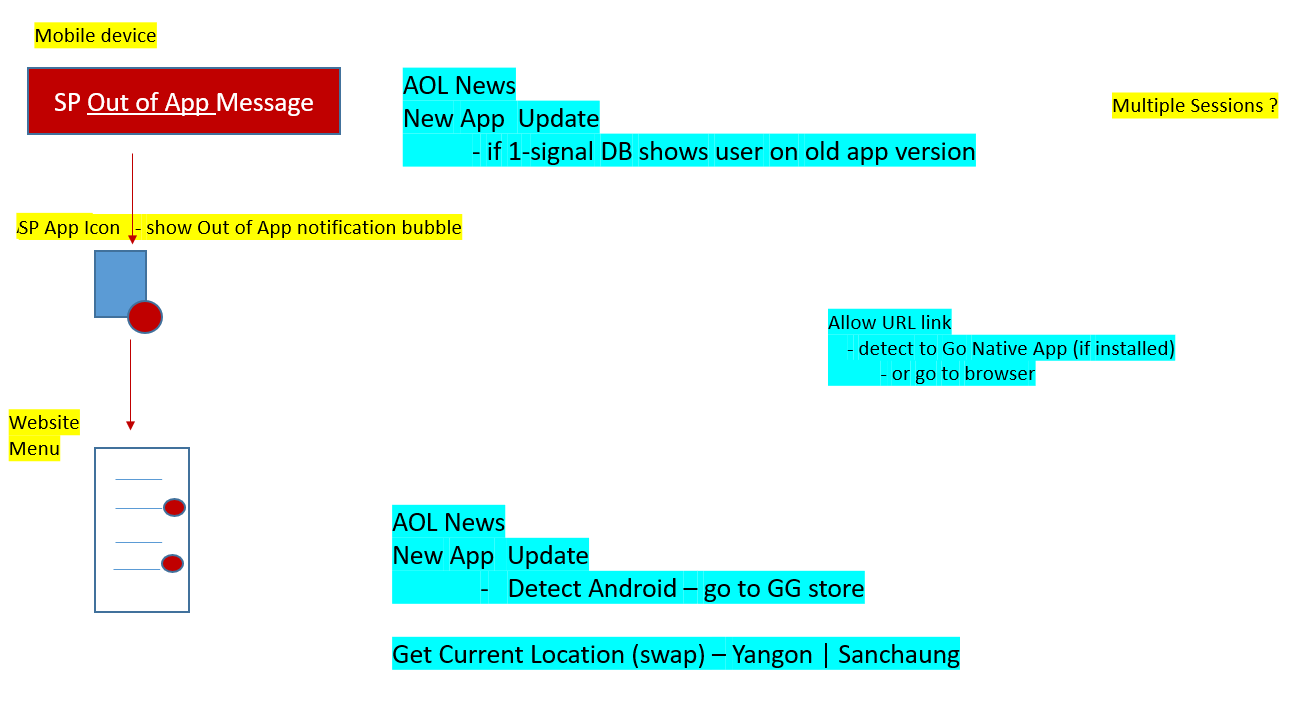 Mobile device
SP Out of App Message
AOL News
New App  Update
- if 1-signal DB shows user on old app version
Multiple Sessions ?
SP App Icon  - show Out of App notification bubble
Allow URL link
- detect to Go Native App (if installed)
- or go to browser
Website
Menu
AOL News
New App  Update
-  Detect Android – go to GG store
Get Current Location (swap) – Yangon | Sanchaung